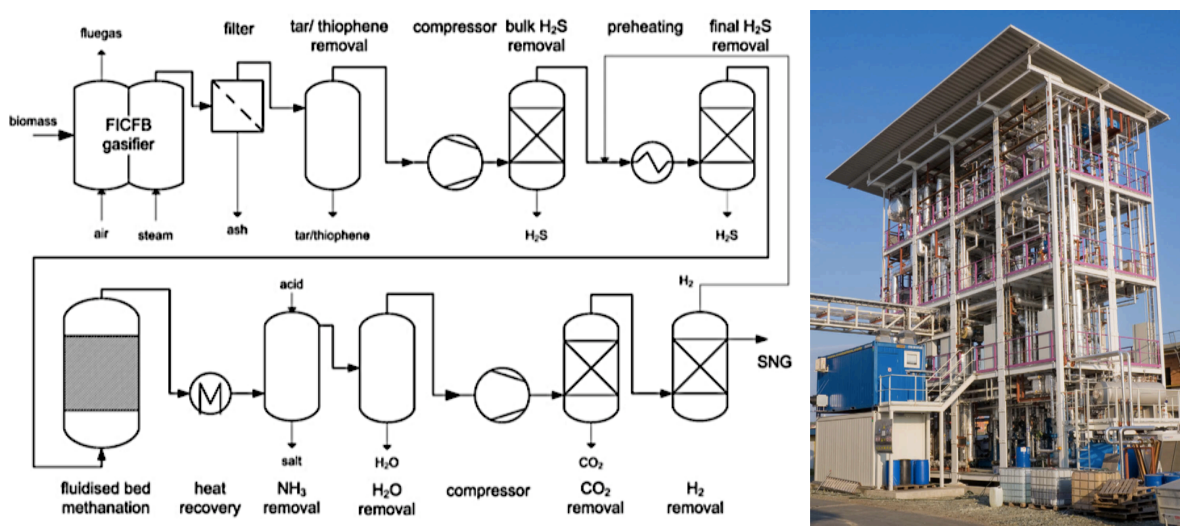 fluegas
filter
tar/ thiophene
removal
compressor
bulk H₂S
removal
preheating
final H₂S
removal
biomass
FICFB
gasifier
air
steam
ash
tar/thiophene
H₂S
H₂S
acid
H₂
SNG
salt
H₂O
CO₂
fluidised bed
methanation
heat
recovery
NH₃
removal
H₂O
removal
compressor
CO₂
removal
H₂
removal